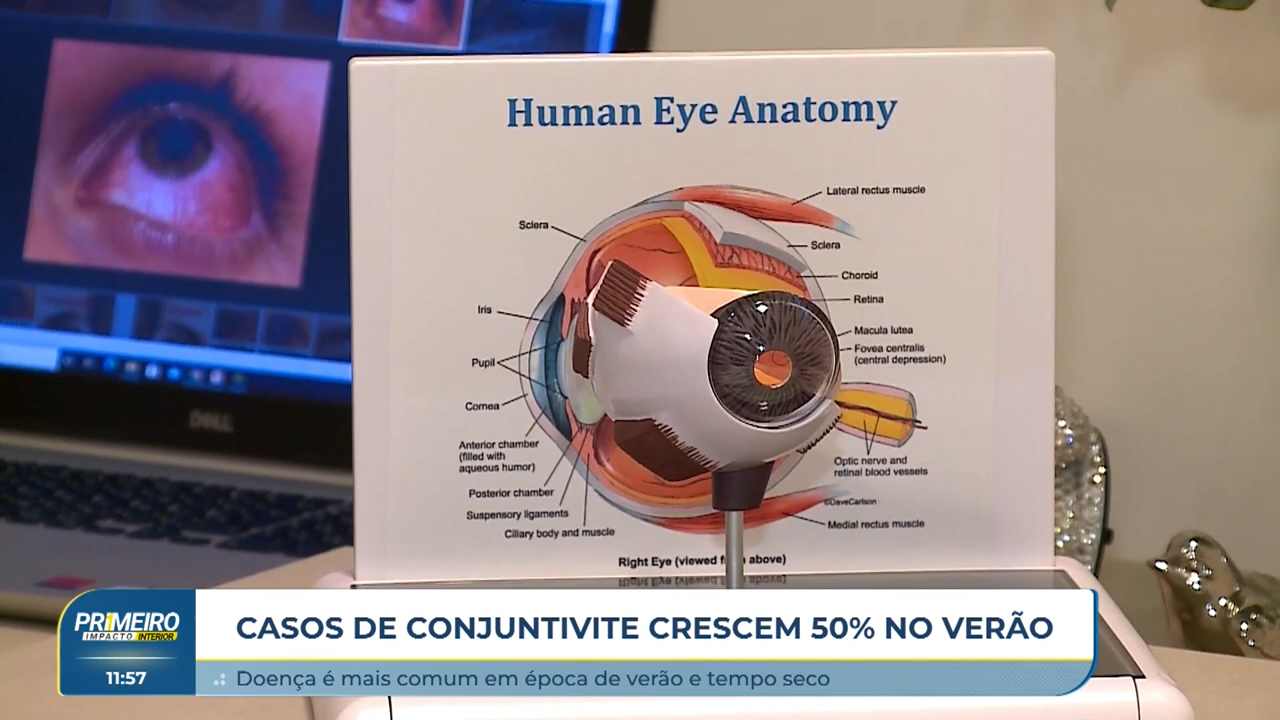 Human Eye Anatomy
Lateral rectus muscle
Sclera
Sclera
Choroid
Retina
Iris
Macula lutea
Fovea centralis
(central depression)
Pupil
Cornea
Anterior chamber
(filled with
aqueous humor)
Optic nerve and
retinal blood vessels
Posterior chamber
©DaveCarlson
Suspensory ligaments
Medial rectus muscle
Ciliary body and muscle
Right Eye (viewed above)
DELL
PR1MEIRO
IMPACTO INTERIOR
11:57
CASOS DE CONJUNTIVITE CRESCEM 50% NO VERÃO
Doença é mais comum em época de verão e tempo seco